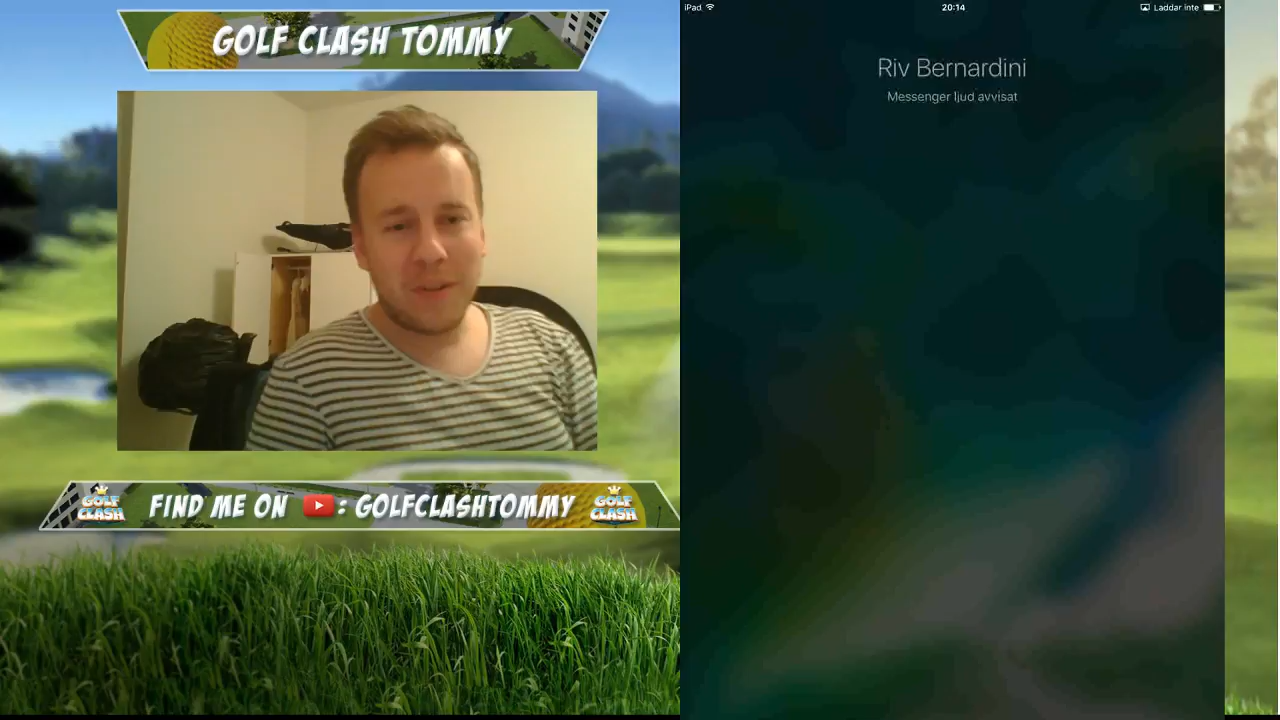 GOLF CLASH TOMMY
iPad
20:14
Laddar inte
Riv Bernardini
Messenger ljud avvisat
GOLF
CLASH
FIND ME ON : GOLFCLASHTOMMY
GOLF
CLASH